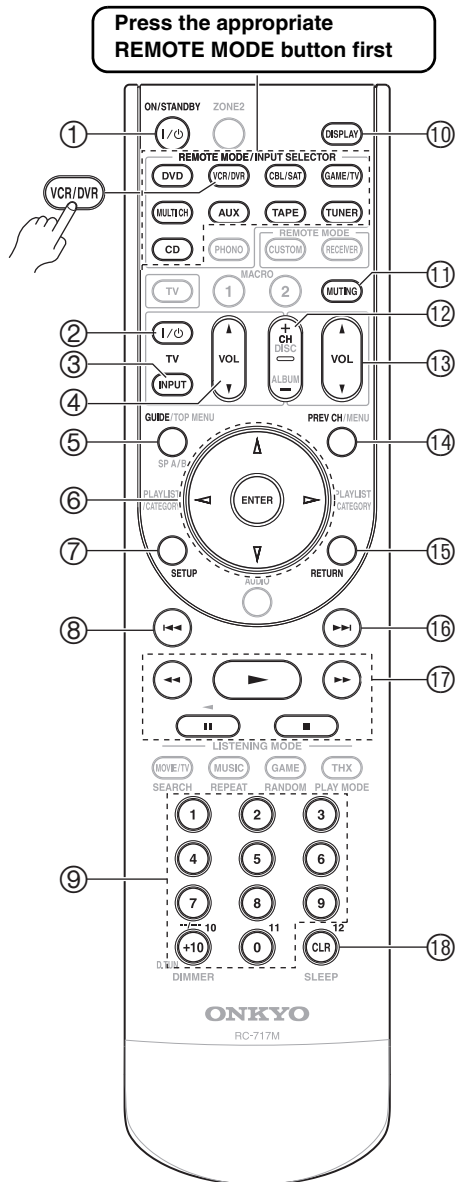 Press the appropriate
REMOTE MODE button first
ON/STANDBY ZONE2
① I/⏻ DISPLAY ⑩
REMOTE MODE/INPUT SELECTOR
DVD VCR/DVR CBL/SAT GAME/TV
VCR/DVR
MULTI CH AUX TAPE TUNER
REMOTE MODE
CD PHONO CUSTOM RECEIVER
MACRO
TV 1 2 MUTING ⑪
② I/⏻ ⑫
TV VOL + CH DISC ALBUM − VOL ⑬
③ INPUT
④
GUIDE/TOP MENU PREV CH/MENU
⑤ SP A/B ⑭
PLAYLIST/CATEGORY PLAYLIST/CATEGORY
⑥ ENTER
⑦ SETUP RETURN ⑮
AUDIO
⑧ ⑯
⑰
LISTENING MODE
MOVIE/TV MUSIC GAME THX
SEARCH REPEAT RANDOM PLAY MODE
1 2 3
4 5 6
⑨
7 8 9
--/--- 10 11 12
+10 0 CLR ⑱
D.TUN
DIMMER SLEEP
ONKYO
RC-717M